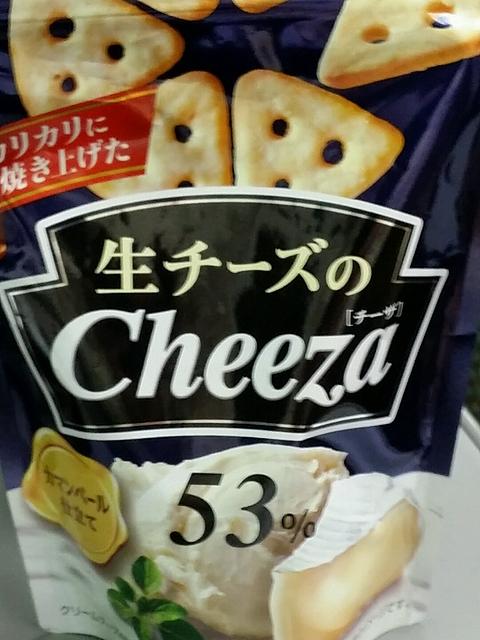 カリカリに
焼き上げた
生チーズの
[チーザ]
Cheeza
カマンベール
仕立て
53%